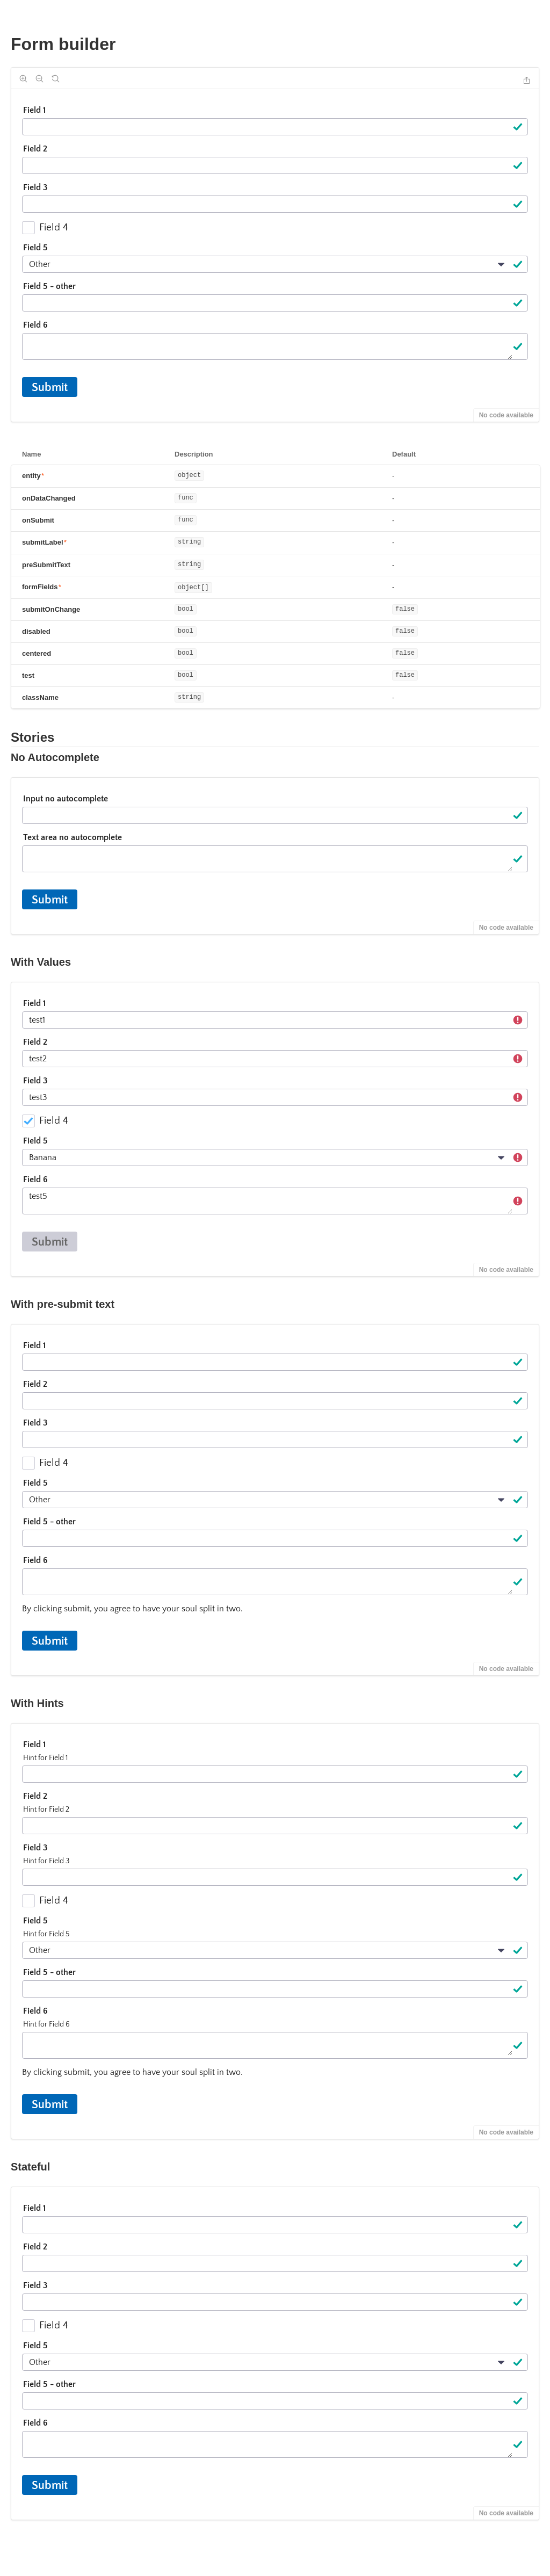 Form builder
Field 1
Field 2
Field 3
Field 4
Field 5
Other
Field 5 - other
Field 6
Submit
No code available
Name Description Default
entity* object -
onDataChanged func -
onSubmit func -
submitLabel* string -
preSubmitText string -
formFields* object[] -
submitOnChange bool false
disabled bool false
centered bool false
test bool false
className string -
Stories
No Autocomplete
Input no autocomplete
Text area no autocomplete
Submit
No code available
With Values
Field 1
test1
Field 2
test2
Field 3
test3
Field 4
Field 5
Banana
Field 6
test5
Submit
No code available
With pre-submit text
Field 1
Field 2
Field 3
Field 4
Field 5
Other
Field 5 - other
Field 6
By clicking submit, you agree to have your soul split in two.
Submit
No code available
With Hints
Field 1
Hint for Field 1
Field 2
Hint for Field 2
Field 3
Hint for Field 3
Field 4
Field 5
Hint for Field 5
Other
Field 5 - other
Field 6
Hint for Field 6
By clicking submit, you agree to have your soul split in two.
Submit
No code available
Stateful
Field 1
Field 2
Field 3
Field 4
Field 5
Other
Field 5 - other
Field 6
Submit
No code available